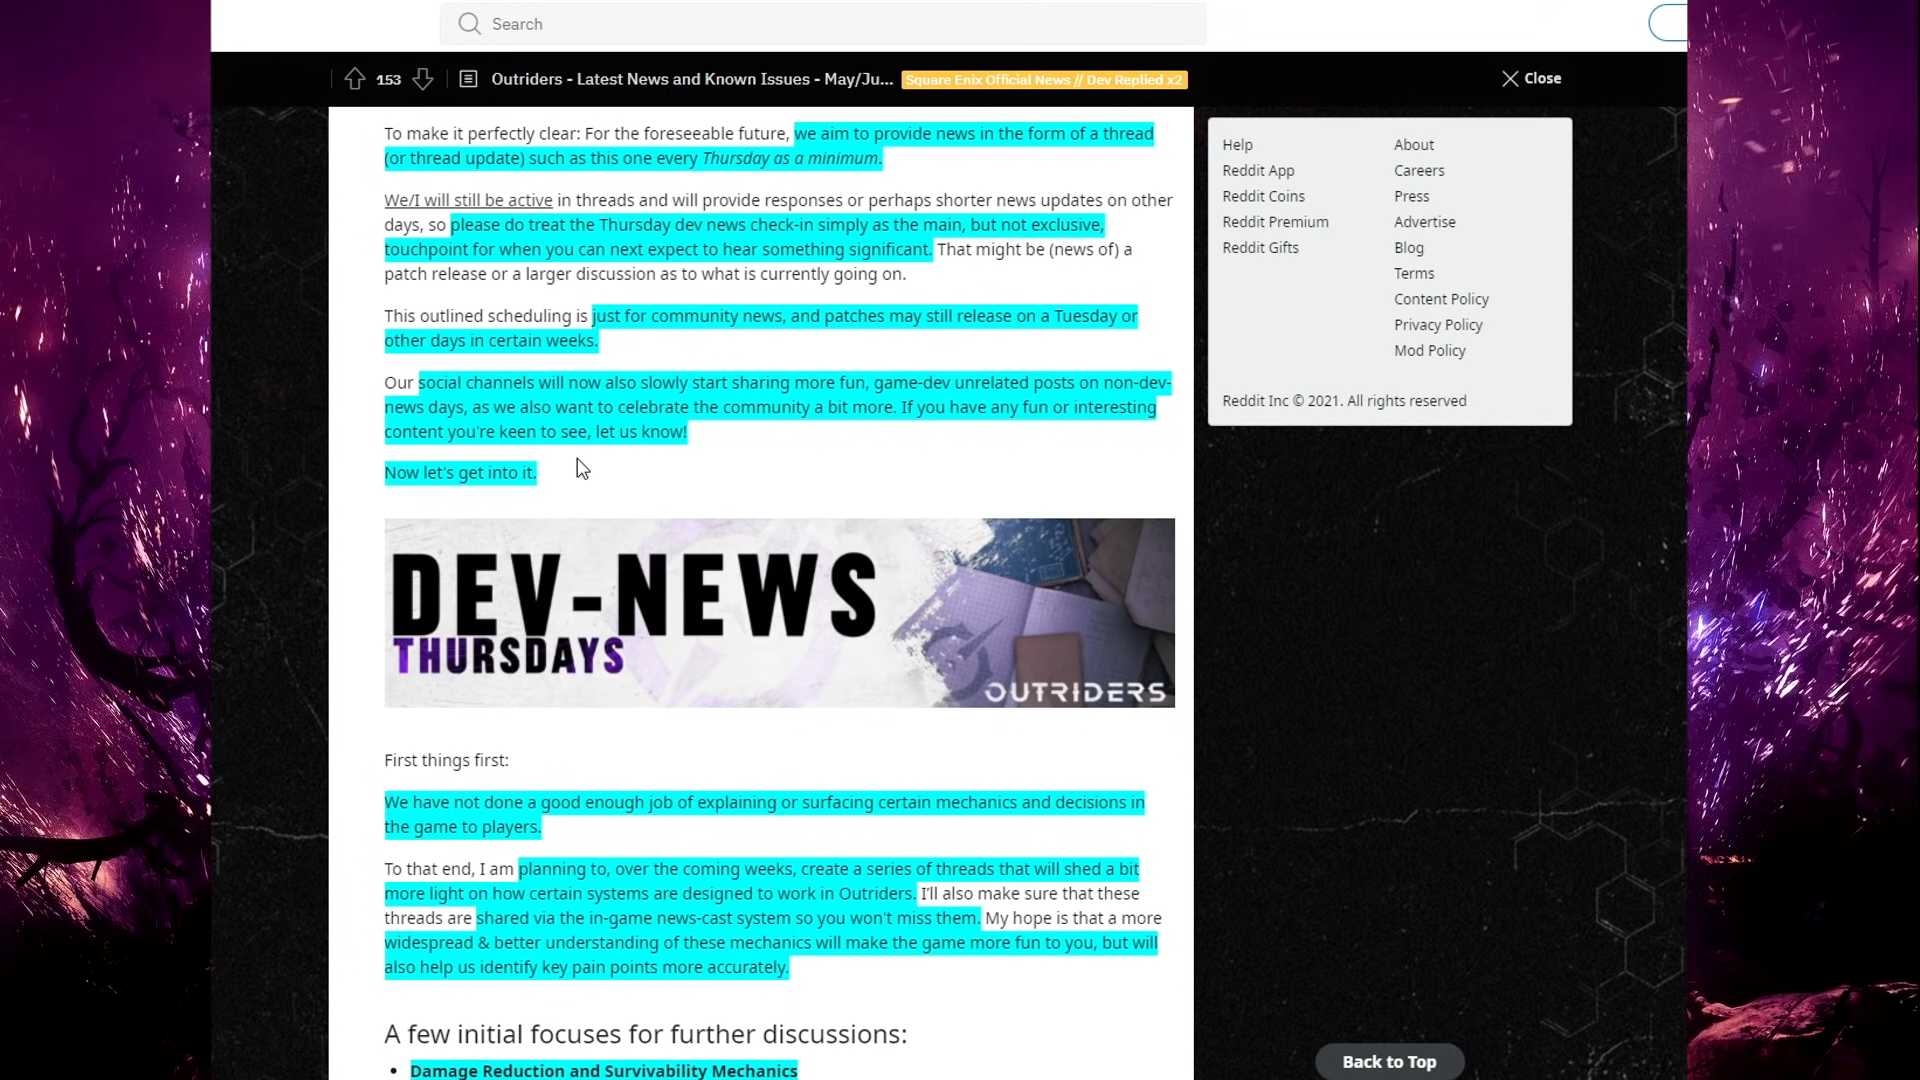 Search
153
Outriders - Latest News and Known Issues - May/Ju...
Square Enix Official News // Dev Replied x2
Close
To make it perfectly clear: For the foreseeable future, we aim to provide news in the form of a thread
(or thread update) such as this one every Thursday as a minimum.
We/I will still be active in threads and will provide responses or perhaps shorter news updates on other
days, so please do treat the Thursday dev news check-in simply as the main, but not exclusive,
touchpoint for when you can next expect to hear something significant. That might be (news of) a
patch release or a larger discussion as to what is currently going on.
This outlined scheduling is just for community news, and patches may still release on a Tuesday or
other days in certain weeks.
Our social channels will now also slowly start sharing more fun, game-dev unrelated posts on non-dev-
news days, as we also want to celebrate the community a bit more. If you have any fun or interesting
content you're keen to see, let us know!
Now let's get into it.
DEV-NEWS
THURSDAYS
OUTRIDERS
First things first:
We have not done a good enough job of explaining or surfacing certain mechanics and decisions in
the game to players.
To that end, I am planning to, over the coming weeks, create a series of threads that will shed a bit
more light on how certain systems are designed to work in Outriders. I'll also make sure that these
threads are shared via the in-game news-cast system so you won't miss them. My hope is that a more
widespread & better understanding of these mechanics will make the game more fun to you, but will
also help us identify key pain points more accurately.
A few initial focuses for further discussions:
• Damage Reduction and Survivability Mechanics
Help
Reddit App
Reddit Coins
Reddit Premium
Reddit Gifts
About
Careers
Press
Advertise
Blog
Terms
Content Policy
Privacy Policy
Mod Policy
Reddit Inc © 2021. All rights reserved
Back to Top